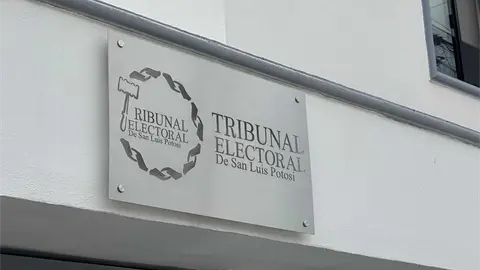 TRIBUNAL
ELECTORAL
De San Luis Potosí
TRIBUNAL
ELECTORAL
De San Luis Potosí